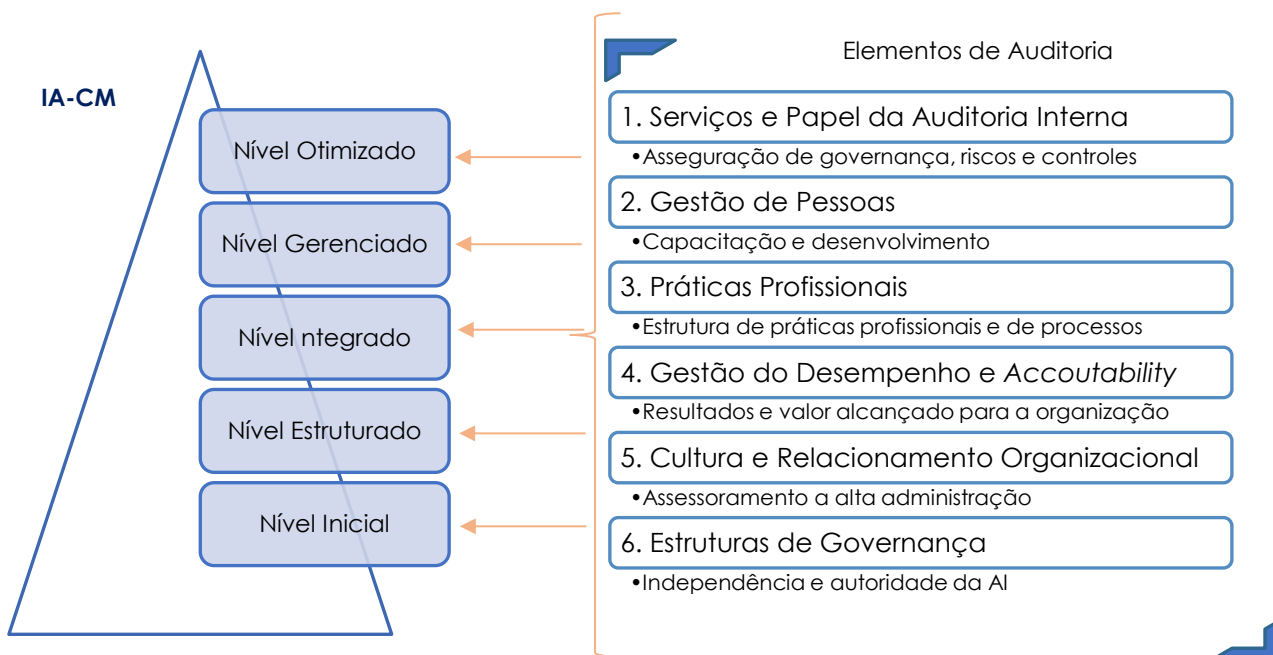 IA-CM
Nível Otimizado
Nível Gerenciado
Nível ntegrado
Nível Estruturado
Nível Inicial
Elementos de Auditoria
1. Serviços e Papel da Auditoria Interna
•Asseguração de governança, riscos e controles
2. Gestão de Pessoas
•Capacitação e desenvolvimento
3. Práticas Profissionais
•Estrutura de práticas profissionais e de processos
4. Gestão do Desempenho e Accoutability
•Resultados e valor alcançado para a organização
5. Cultura e Relacionamento Organizacional
•Assessoramento a alta administração
6. Estruturas de Governança
•Independência e autoridade da AI